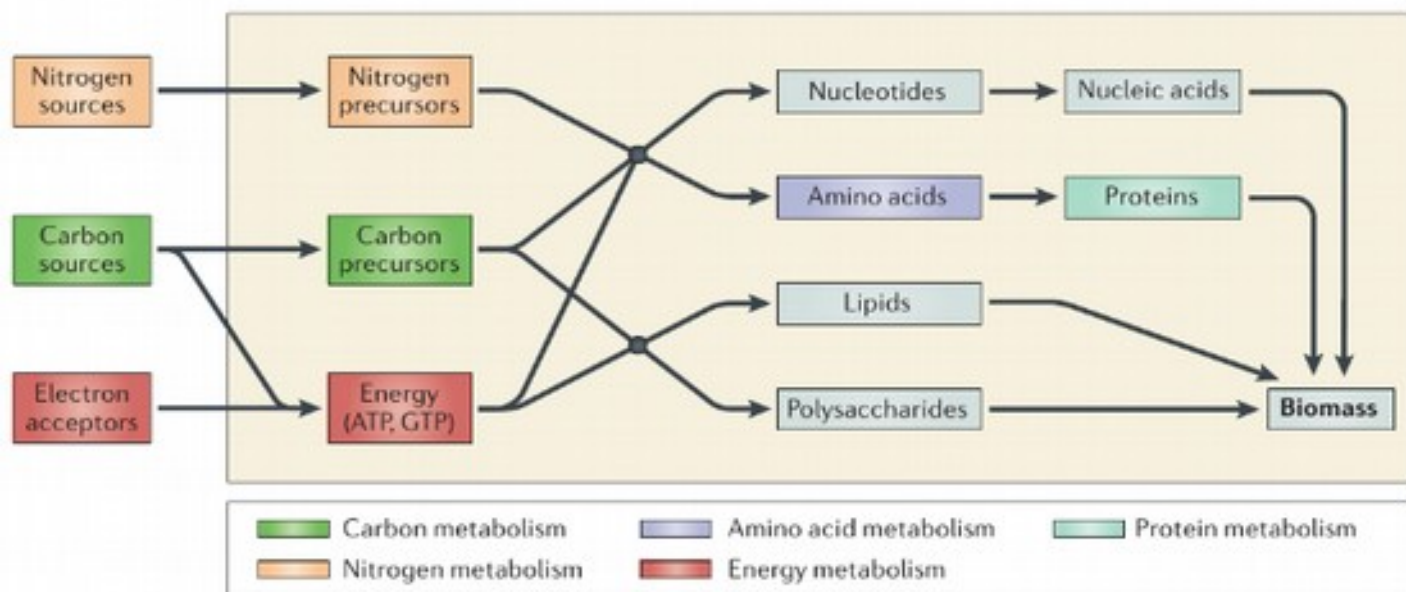 Nitrogen
sources
Nitrogen
precursors
Nucleotides
Nucleic acids
Carbon
sources
Carbon
precursors
Amino acids
Proteins
Lipids
Electron
acceptors
Energy
(ATP, GTP)
Polysaccharides
Biomass
Carbon metabolism
Amino acid metabolism
Protein metabolism
Nitrogen metabolism
Energy metabolism